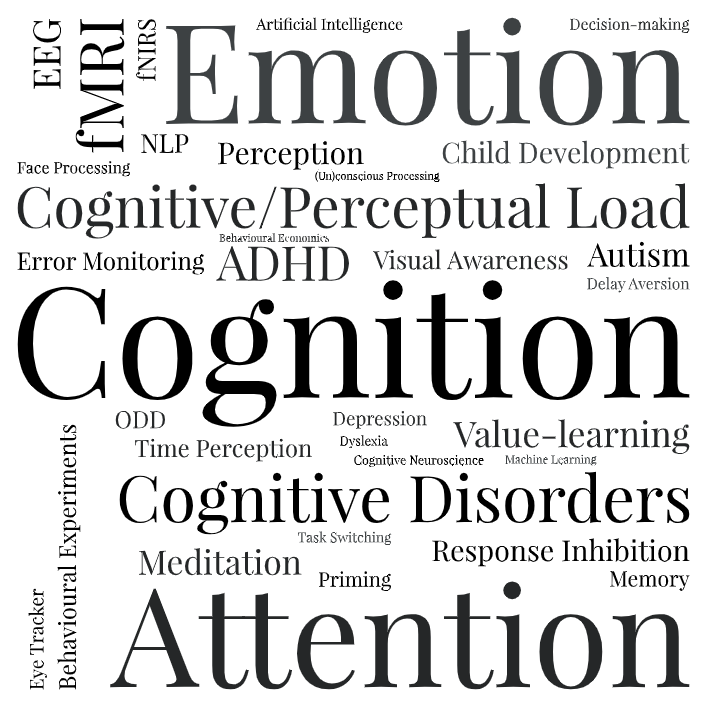 EEG
fMRI
fNIRS
Artificial Intelligence
Decision-making
Emotion
NLP
Perception
Child Development
Face Processing
(Un)conscious Processing
Cognitive/Perceptual Load
Behavioural Economics
Error Monitoring
ADHD
Visual Awareness
Autism
Delay Aversion
Cognition
ODD
Depression
Time Perception
Dyslexia
Value-learning
Cognitive Neuroscience
Machine Learning
Cognitive Disorders
Task Switching
Meditation
Response Inhibition
Priming
Memory
Eye Tracker
Behavioural Experiments
Attention